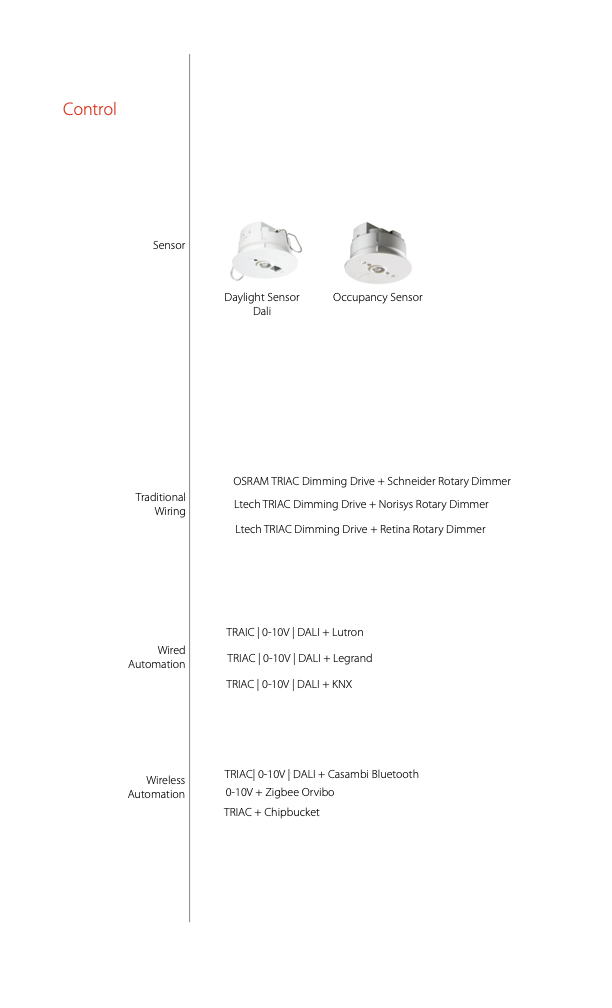 Control
Sensor
Daylight Sensor
Dali
Occupancy Sensor
Traditional
Wiring
OSRAM TRIAC Dimming Drive + Schneider Rotary Dimmer
Ltech TRIAC Dimming Drive + Norisys Rotary Dimmer
Ltech TRIAC Dimming Drive + Retina Rotary Dimmer
Wired
Automation
TRAIC | 0-10V | DALI + Lutron
TRIAC | 0-10V | DALI + Legrand
TRIAC | 0-10V | DALI + KNX
Wireless
Automation
TRIAC| 0-10V | DALI + Casambi Bluetooth
0-10V + Zigbee Orvibo
TRIAC + Chipbucket